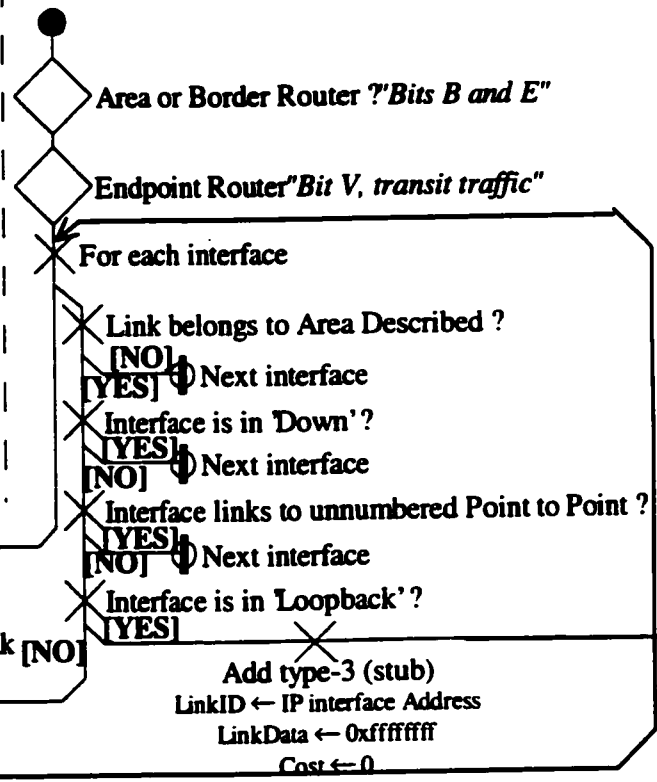 Area or Border Router ?"Bits B and E"
Endpoint Router"Bit V, transit traffic"
For each interface
Link belongs to Area Described ?
[NO]
[YES] Next interface
Interface is in 'Down' ?
[YES]
[NO] Next interface
Interface links to unnumbered Point to Point ?
[YES]
[NO] Next interface
Interface is in 'Loopback' ?
[YES]
k [NO]
Add type-3 (stub)
LinkID ← IP interface Address
LinkData ← 0xffffffff
Cost ← 0